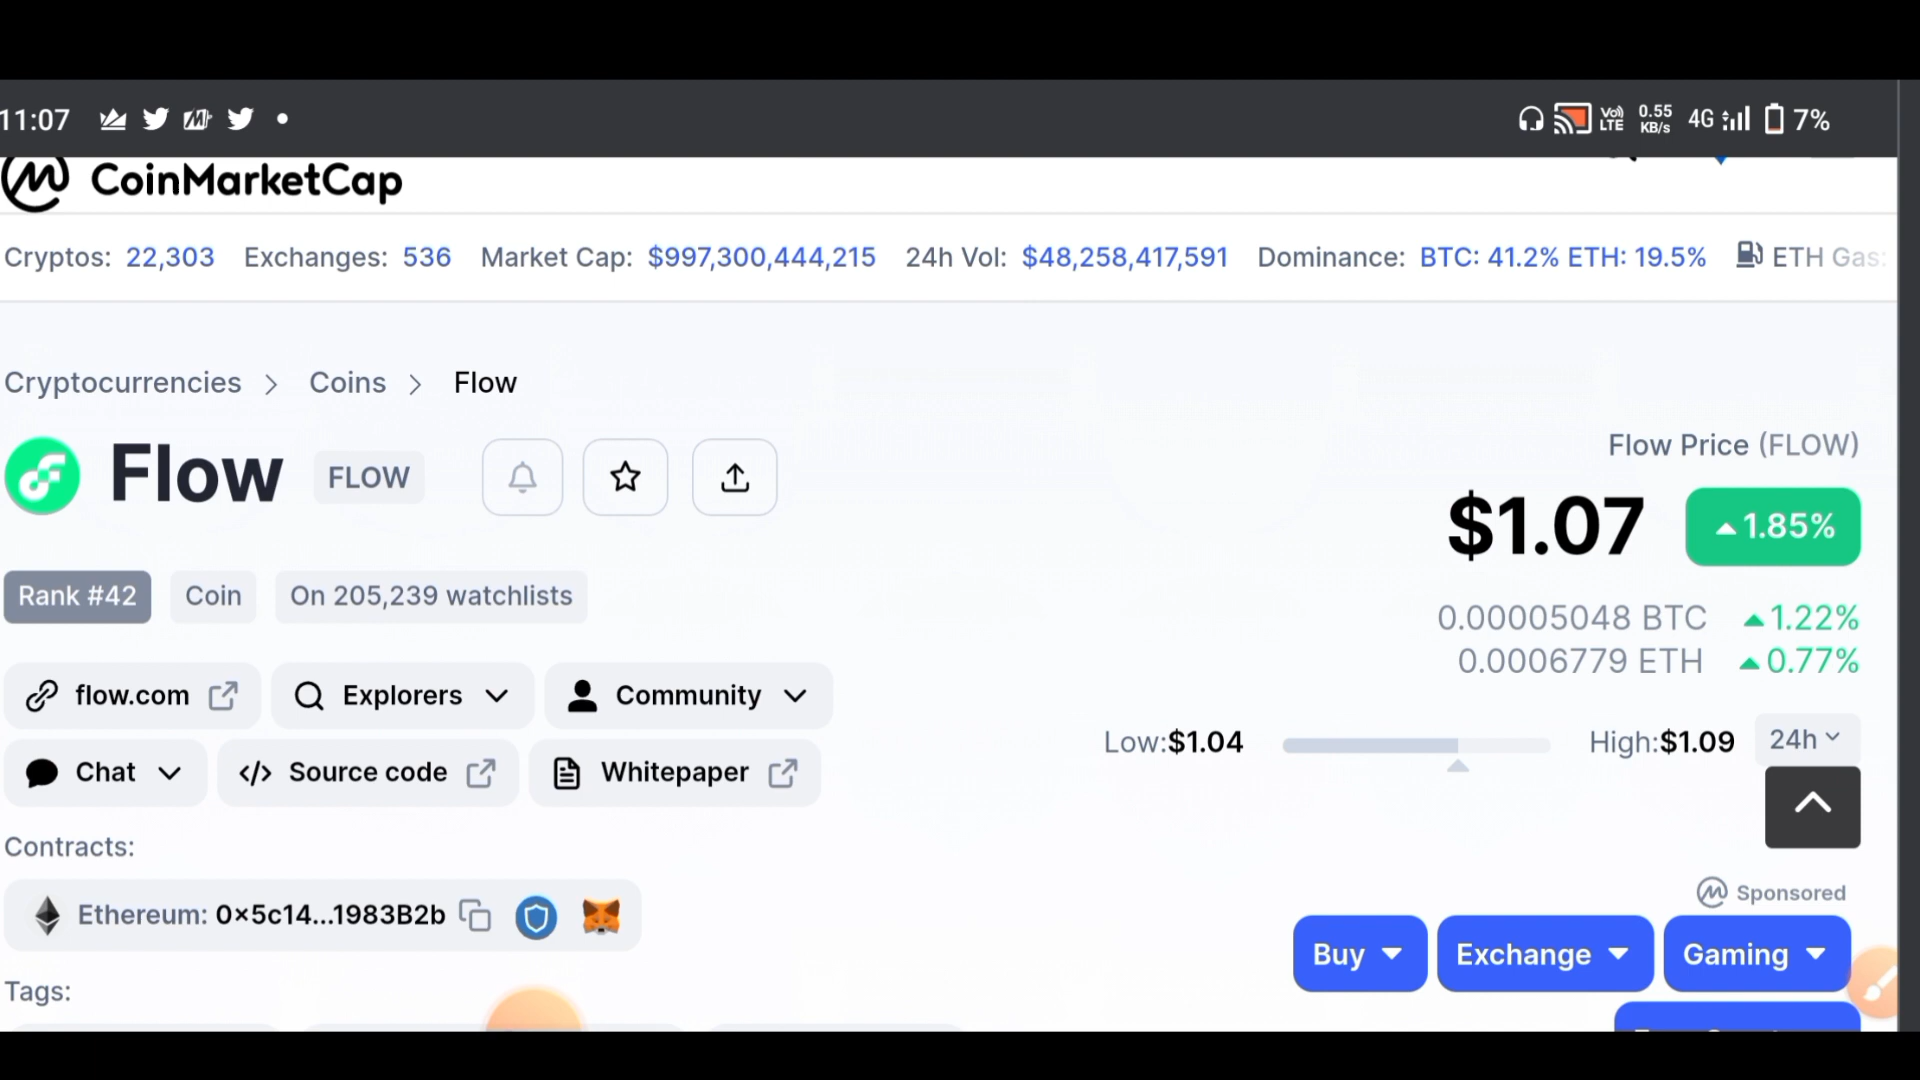 11:07 Vo) LTE 0.55 KB/s 4G 7%
CoinMarketCap
Cryptos: 22,303 Exchanges: 536 Market Cap: $997,300,444,215 24h Vol: $48,258,417,591 Dominance: BTC: 41.2% ETH: 19.5% ETH Gas:
Cryptocurrencies > Coins > Flow
Flow FLOW
Flow Price (FLOW)
$1.07 1.85%
Rank #42 Coin On 205,239 watchlists
0.00005048 BTC 1.22%
0.0006779 ETH 0.77%
flow.com Explorers Community
Low:$1.04 High:$1.09 24h
Chat </> Source code Whitepaper
Contracts:
Sponsored
Ethereum: 0×5c14...1983B2b
Buy Exchange Gaming
Tags: